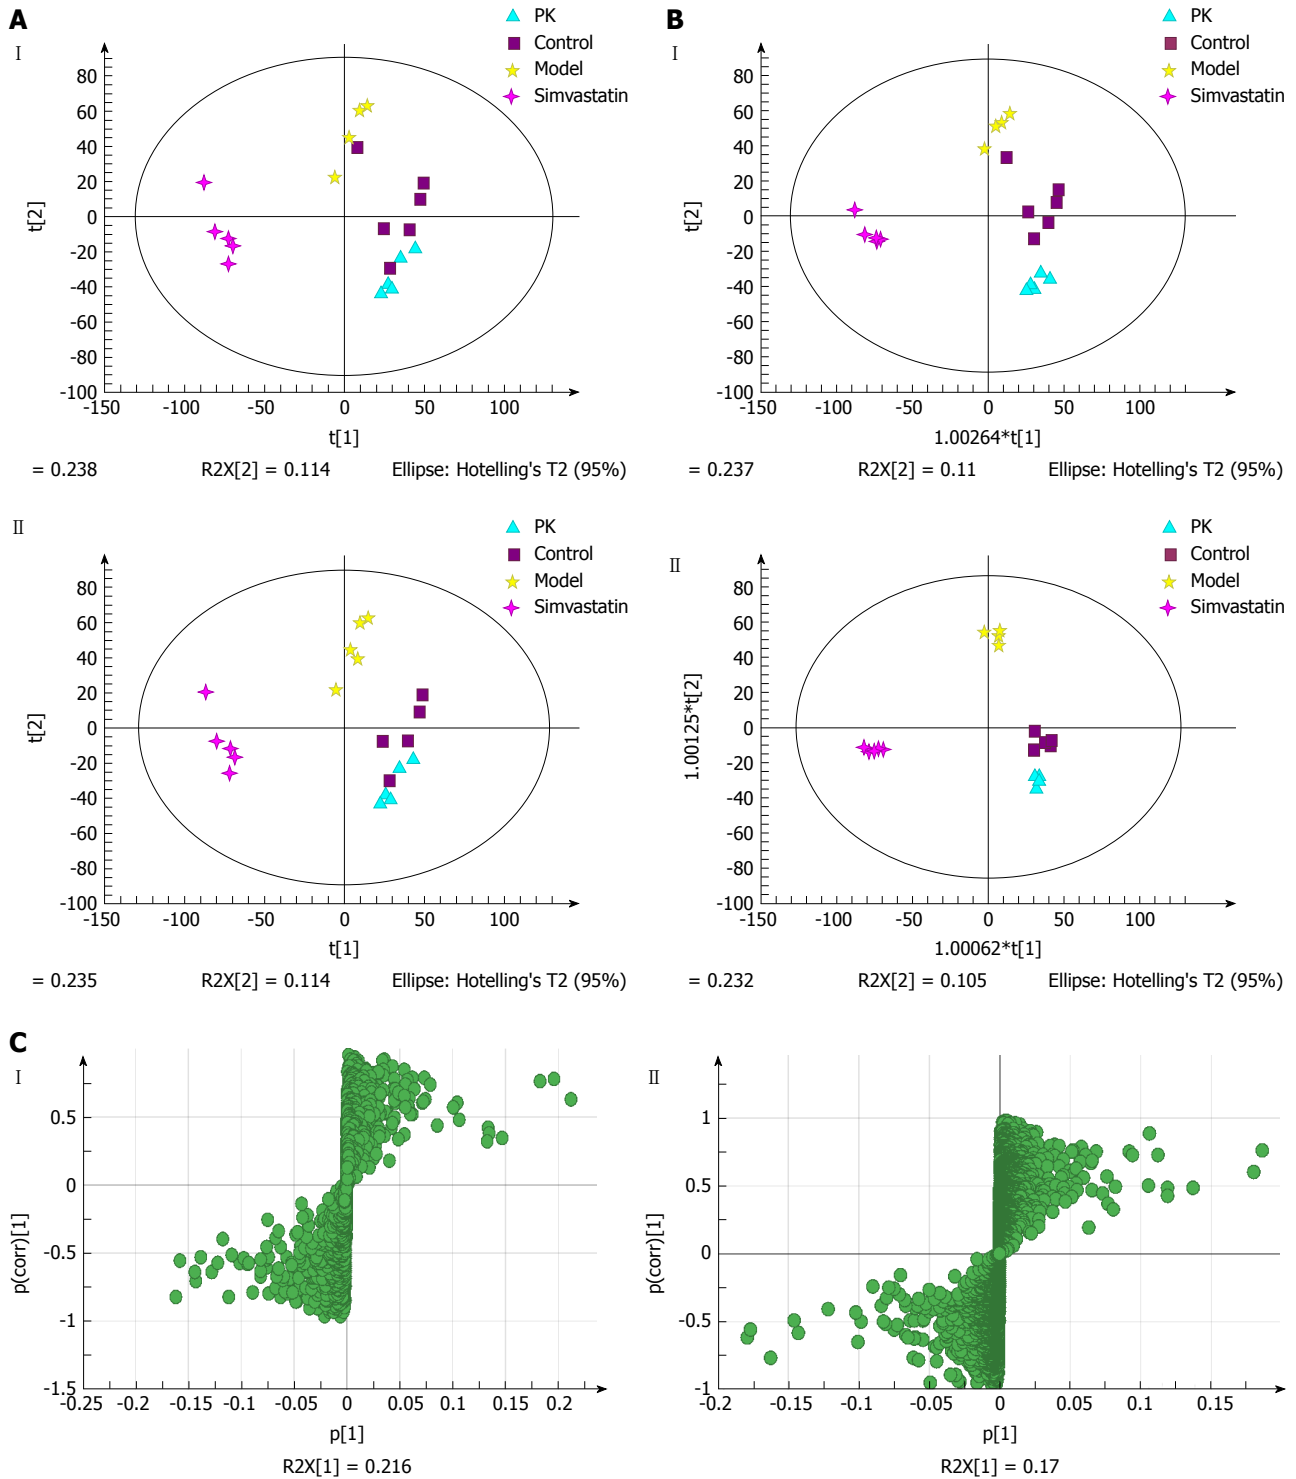 A
PK
Control
Model
Simvastatin
I
80
60
40
20
0
-20
-40
-60
-80
-100
t[2]
-150 -100 -50 0 50 100
t[1]
= 0.238 R2X[2] = 0.114 Ellipse: Hotelling's T2 (95%)
B
PK
Control
Model
Simvastatin
I
80
60
40
20
0
-20
-40
-60
-80
-100
t[2]
-150 -100 -50 0 50 100
1.00264*t[1]
= 0.237 R2X[2] = 0.11 Ellipse: Hotelling's T2 (95%)
II
PK
Control
Model
Simvastatin
80
60
40
20
0
-20
-40
-60
-80
-100
t[2]
-150 -100 -50 0 50 100
t[1]
= 0.235 R2X[2] = 0.114 Ellipse: Hotelling's T2 (95%)
II
PK
Control
Model
Simvastatin
80
60
40
20
0
-20
-40
-60
-80
-100
1.00125*t[2]
-150 -100 -50 0 50 100
1.00062*t[1]
= 0.232 R2X[2] = 0.105 Ellipse: Hotelling's T2 (95%)
C
I
0.5
0
-0.5
-1
-1.5
p(corr)[1]
-0.25 -0.2 -0.15 -0.1 -0.05 0 0.05 0.1 0.15 0.2
p[1]
R2X[1] = 0.216
II
1
0.5
0
-0.5
-1
p(corr)[1]
-0.2 -0.15 -0.1 -0.05 0 0.05 0.1 0.15
p[1]
R2X[1] = 0.17